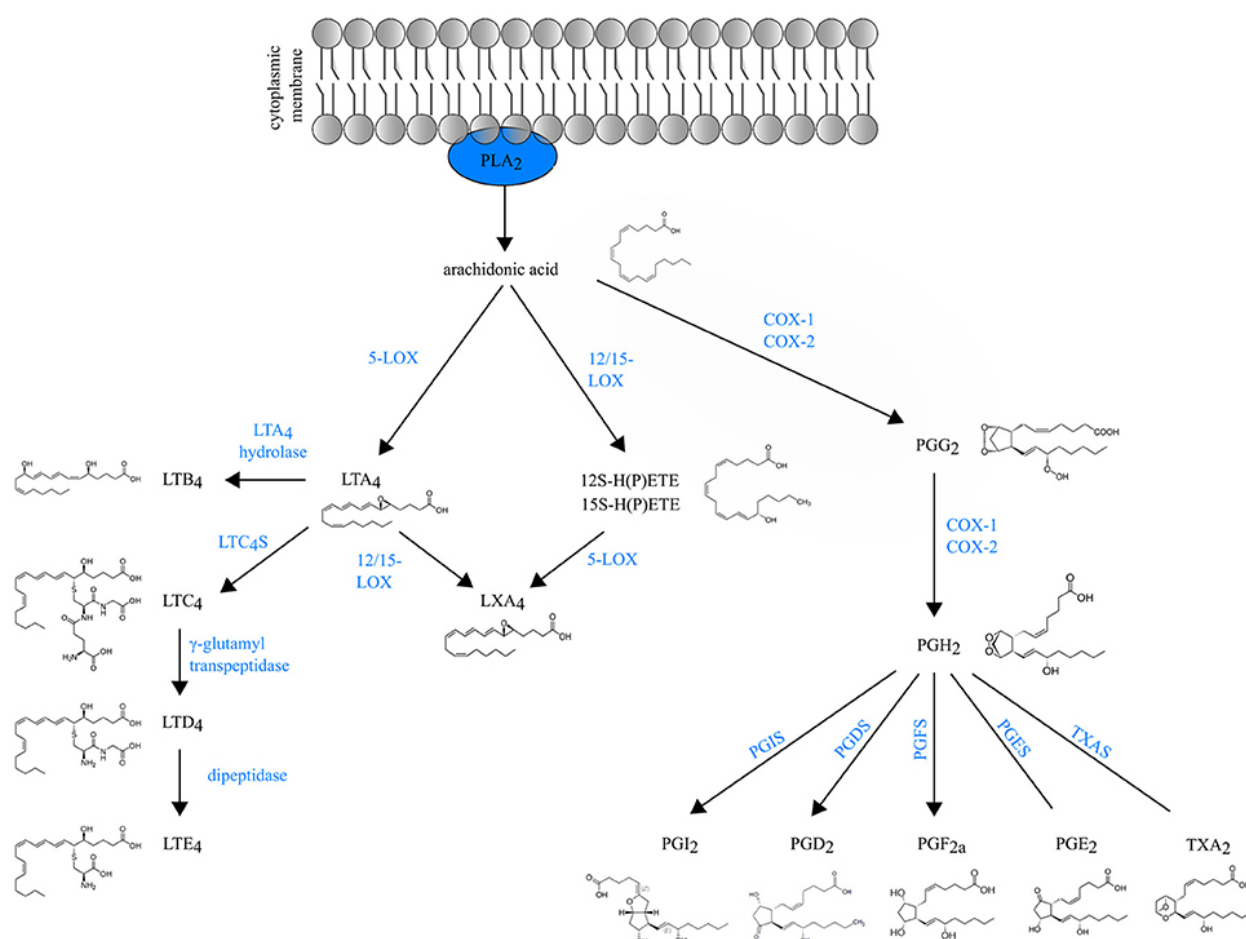 cytoplasmic
membrane
PLA2
arachidonic acid
COX-1
COX-2
5-LOX
12/15-
LOX
LTA4
hydrolase
PGG2
LTB4
LTA4
12S-H(P)ETE
15S-H(P)ETE
LTC4S
12/15-
LOX
5-LOX
COX-1
COX-2
LTC4
LXA4
γ-glutamyl
transpeptidase
PGH2
LTD4
PGIS
PGDS
PGFS
PGES
TXAS
dipeptidase
LTE4
PGI2
PGD2
PGF2a
PGE2
TXA2